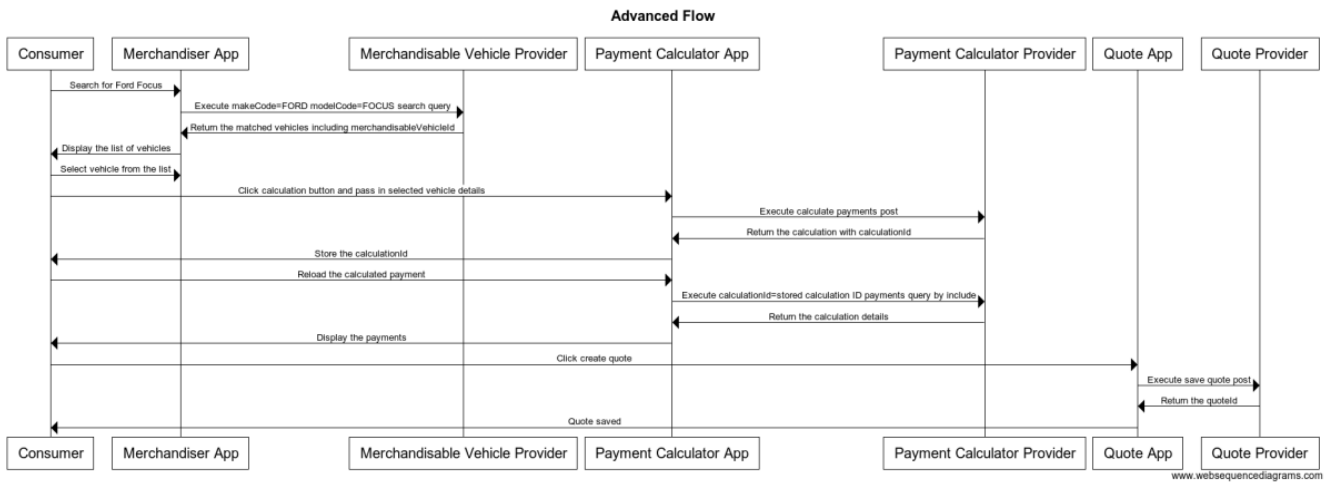 Advanced Flow
Consumer
Merchandiser App
Merchandisable Vehicle Provider
Payment Calculator App
Payment Calculator Provider
Quote App
Quote Provider
Search for Ford Focus
Execute makeCode=FORD modelCode=FOCUS search query
Return the matched vehicles including merchandisableVehicleId
Display the list of vehicles
Select vehicle from the list
Click calculation button and pass in selected vehicle details
Execute calculate payments post
Return the calculation with calculationId
Store the calculationId
Reload the calculated payment
Execute calculationId=stored calculation ID payments query by include
Return the calculation details
Display the payments
Click create quote
Execute save quote post
Return the quoteId
Quote saved
Consumer
Merchandiser App
Merchandisable Vehicle Provider
Payment Calculator App
Payment Calculator Provider
Quote App
Quote Provider
www.websequencediagrams.com